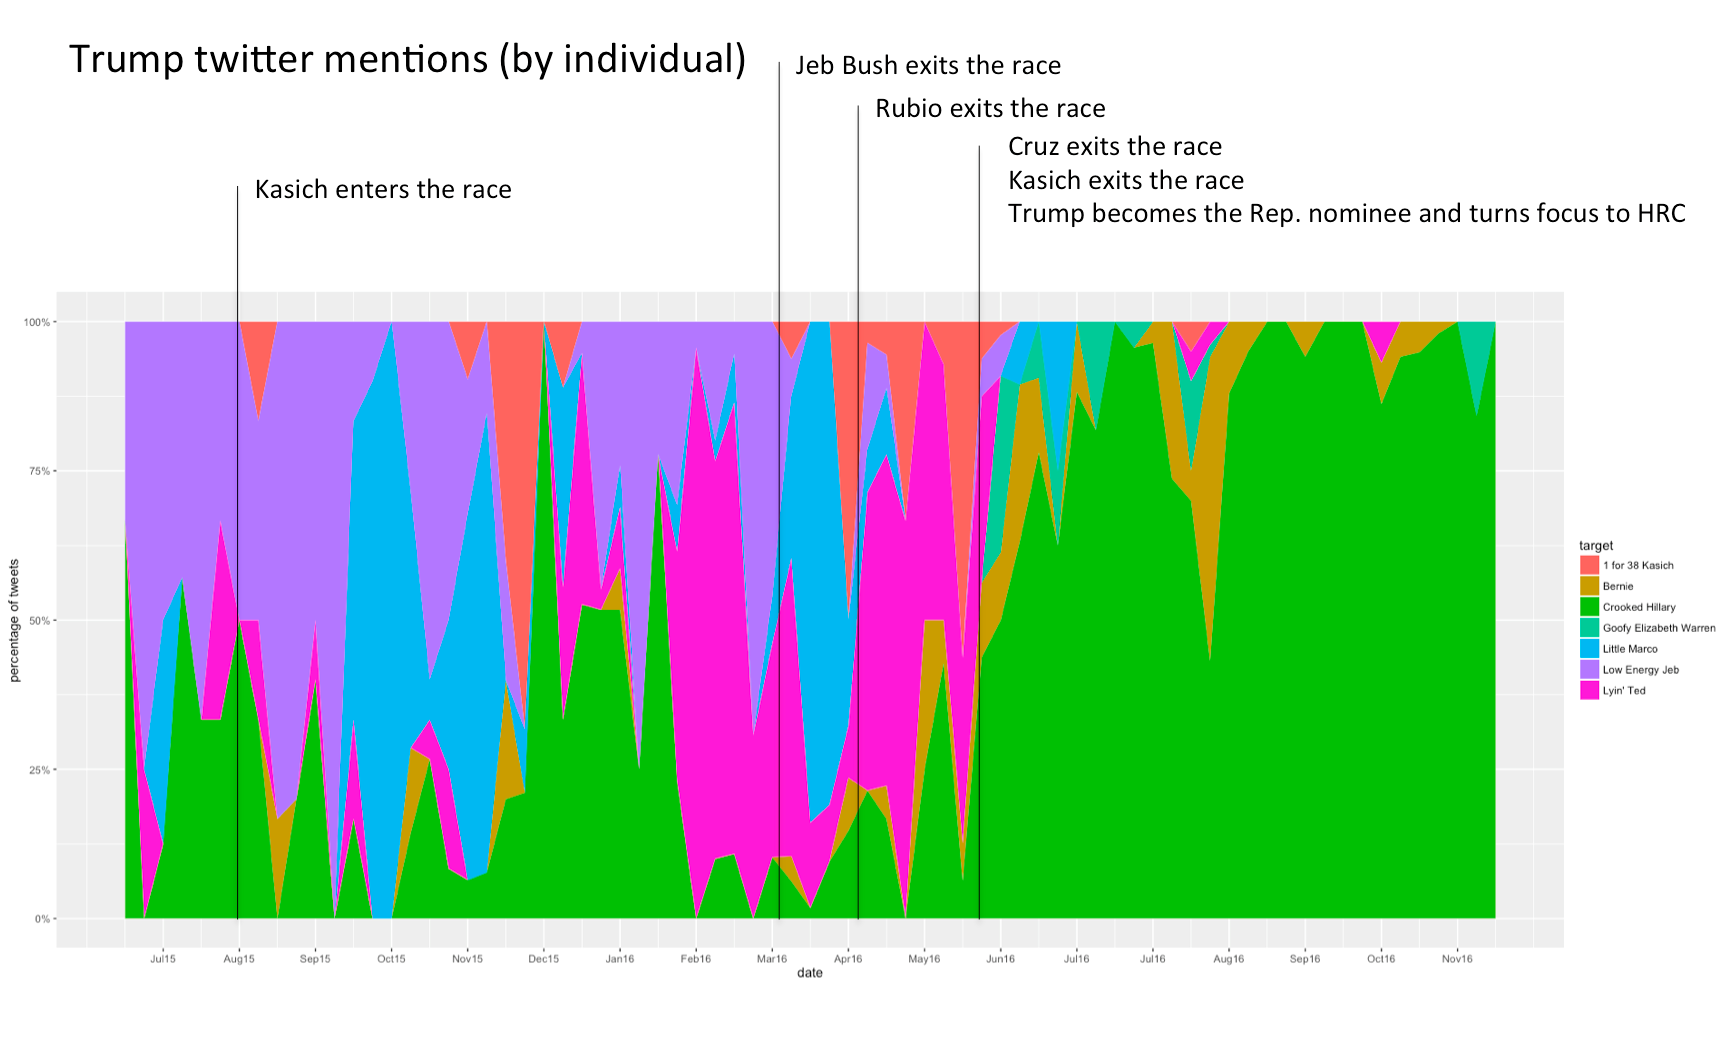 Trump twitter mentions (by individual)
Jeb Bush exits the race
Rubio exits the race
Cruz exits the race
Kasich exits the race
Trump becomes the Rep. nominee and turns focus to HRC
Kasich enters the race
percentage of tweets
100%
75%
50%
25%
0%
Jul15 Aug15 Sep15 Oct15 Nov15 Dec15 Jan16 Feb16 Mar16 Apr16 May16 Jun16 Jul16 Jul16 Aug16 Sep16 Oct16 Nov16
date
target
1 for 38 Kasich
Bernie
Crooked Hillary
Goofy Elizabeth Warren
Little Marco
Low Energy Jeb
Lyin' Ted